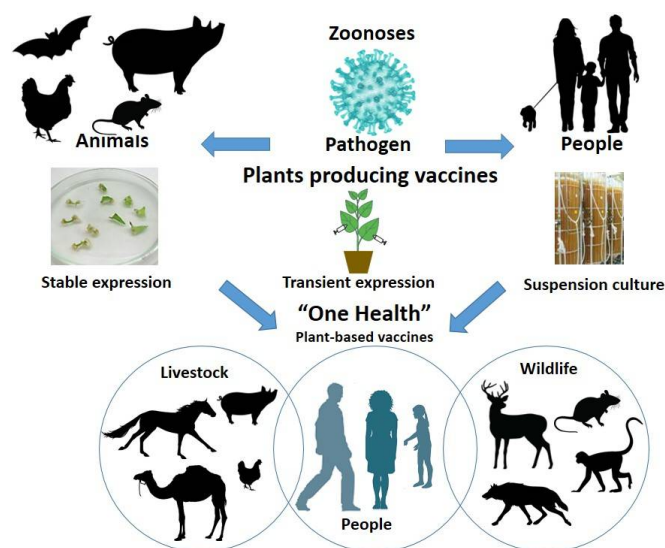 Zoonoses
Animals
Pathogen
People
Plants producing vaccines
Stable expression
Transient expression
Suspension culture
“One Health”
Plant-based vaccines
Livestock
Wildlife
People